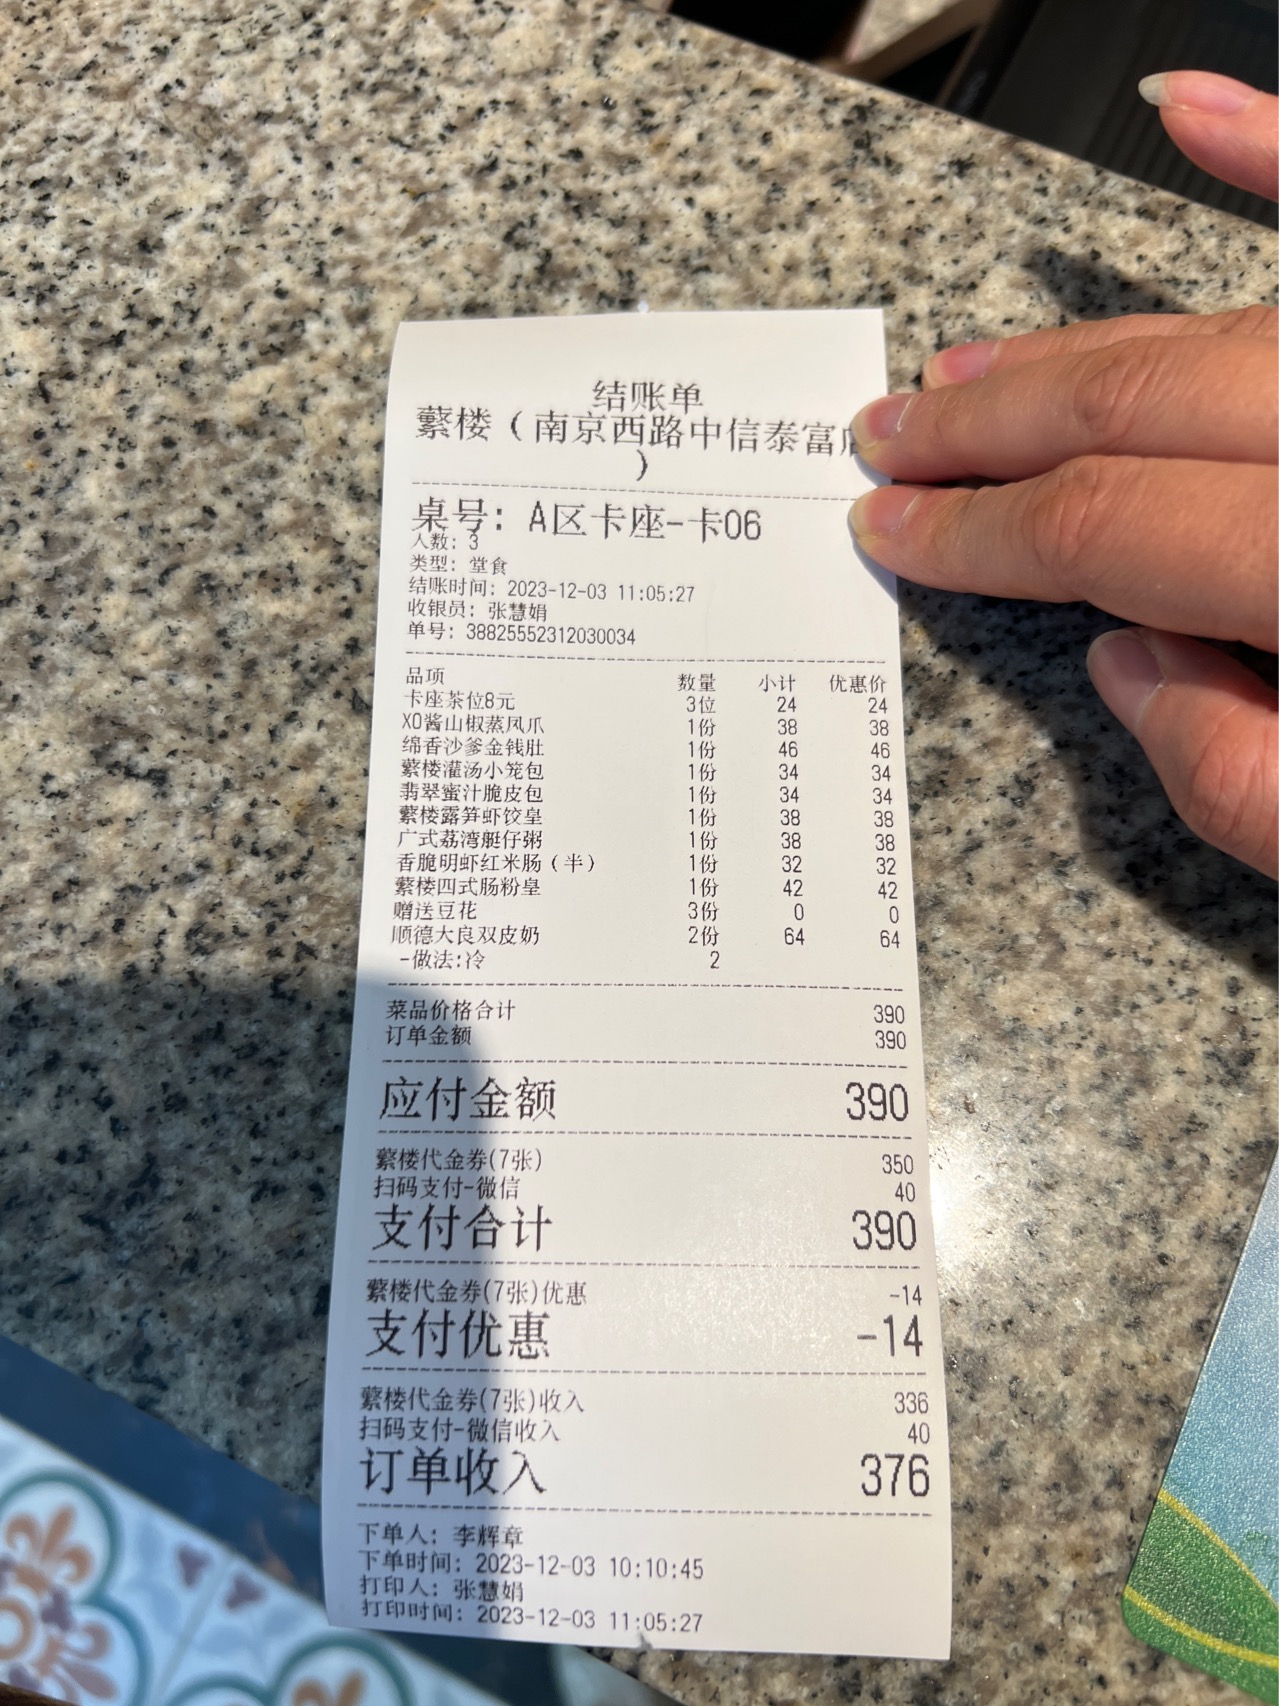 结账单
蘩楼（南京西路中信泰富店
）
桌号: A区卡座-卡06
人数: 3
类型: 堂食
结账时间: 2023-12-03 11:05:27
收银员: 张慧娟
单号: 38825552312030034
品项 数量 小计 优惠价
卡座茶位8元 3位 24 24
XO酱山椒蒸凤爪 1份 38 38
绵香沙爹金钱肚 1份 46 46
蘩楼灌汤小笼包 1份 34 34
翡翠蜜汁脆皮包 1份 34 34
蘩楼露笋虾饺皇 1份 38 38
广式荔湾艇仔粥 1份 38 38
香脆明虾红米肠（半） 1份 32 32
蘩楼四式肠粉皇 1份 42 42
赠送豆花 3份 0 0
顺德大良双皮奶 2份 64 64
-做法:冷 2
菜品价格合计 390
订单金额 390
应付金额 390
蘩楼代金券(7张) 350
扫码支付-微信 40
支付合计 390
蘩楼代金券(7张)优惠 -14
支付优惠 -14
蘩楼代金券(7张)收入 336
扫码支付-微信收入 40
订单收入 376
下单人: 李辉章
下单时间: 2023-12-03 10:10:45
打印人: 张慧娟
打印时间: 2023-12-03 11:05:27